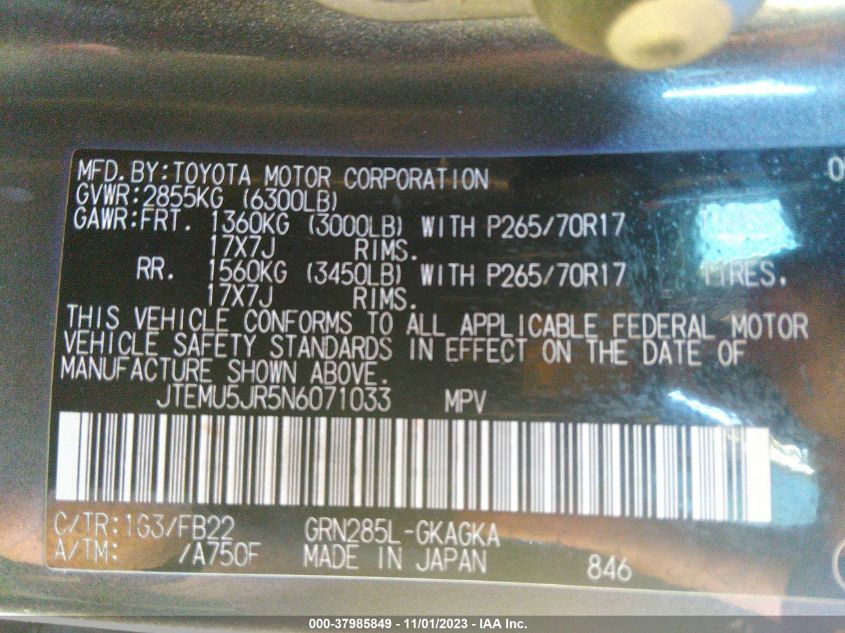 MFD.BY:TOYOTA MOTOR CORPORATION
GVWR:2855KG (6300LB)
GAWR:FRT. 1360KG (3000LB) WITH P265/70R17
17X7J RIMS.
RR. 1560KG (3450LB) WITH P265/70R17 TIRES.
17X7J RIMS.
THIS VEHICLE CONFORMS TO ALL APPLICABLE FEDERAL MOTOR
VEHICLE SAFETY STANDARDS IN EFFECT ON THE DATE OF
MANUFACTURE SHOWN ABOVE.
JTEMU5JR5N6071033 MPV
C/TR:1G3/FB22 GRN285L-GKAGKA
A/TM: /A750F MADE IN JAPAN 846
000-37985849 - 11/01/2023 - IAA Inc.